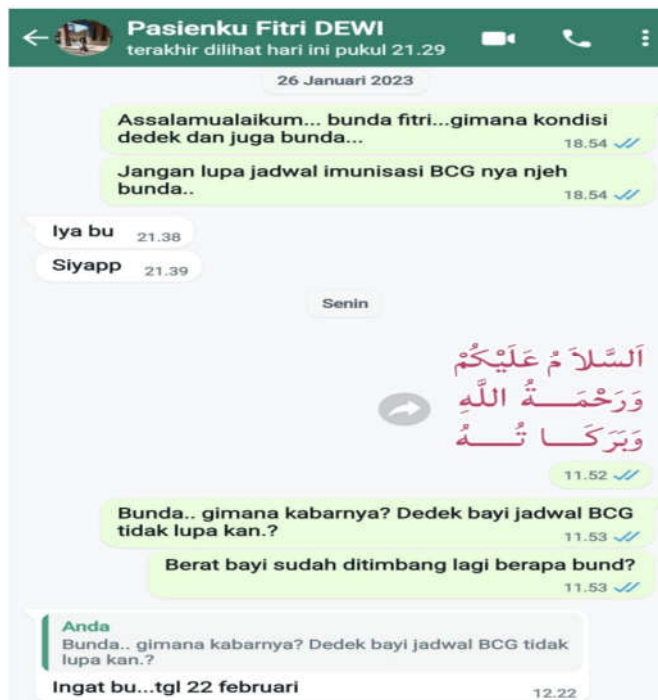 Pasienku Fitri DEWI
terakhir dilihat hari ini pukul 21.29
26 Januari 2023
Assalamualaikum... bunda fitri...gimana kondisi
dedek dan juga bunda...
18.54
Jangan lupa jadwal imunisasi BCG nya njeh
bunda..
18.54
Iya bu 21.38
Siyapp 21.39
Senin
اَلسَّلاَ مُ عَلَيْكُمْ
وَرَحْمَـــةُ اللَّهِ
وَبَرَكَـــا تُـــهُ
11.52
Bunda.. gimana kabarnya? Dedek bayi jadwal BCG
tidak lupa kan.?
11.53
Berat bayi sudah ditimbang lagi berapa bund?
11.53
Anda
Bunda.. gimana kabarnya? Dedek bayi jadwal BCG tidak
lupa kan.?
Ingat bu...tgl 22 februari
12.22